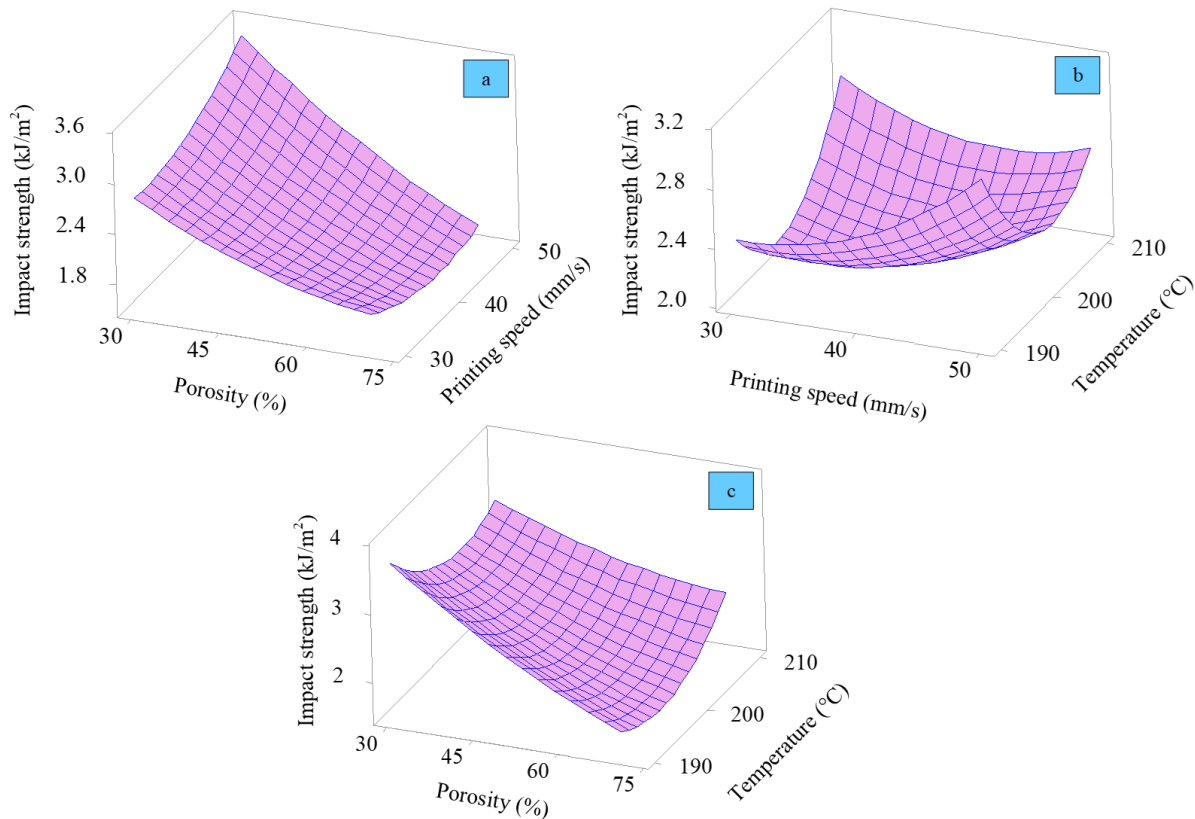 a
3.6
3.0
2.4
1.8
Impact strength (kJ/m²)
30
45
60
75
Porosity (%)
30
40
50
Printing speed (mm/s)
b
3.2
2.8
2.4
2.0
Impact strength (kJ/m²)
30
40
50
Printing speed (mm/s)
190
200
210
Temperature (°C)
c
4
3
2
Impact strength (kJ/m²)
30
45
60
75
Porosity (%)
190
200
210
Temperature (°C)